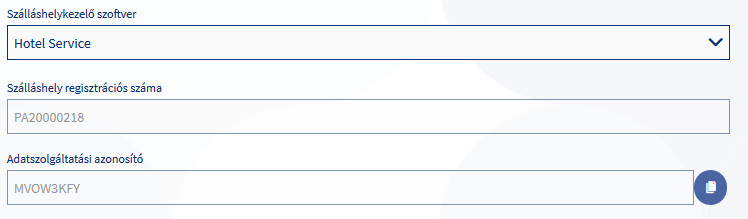 Szálláshelykezelő szoftver
Hotel Service
Szálláshely regisztrációs száma
PA20000218
Adatszolgáltatási azonosító
MVOW3KFY